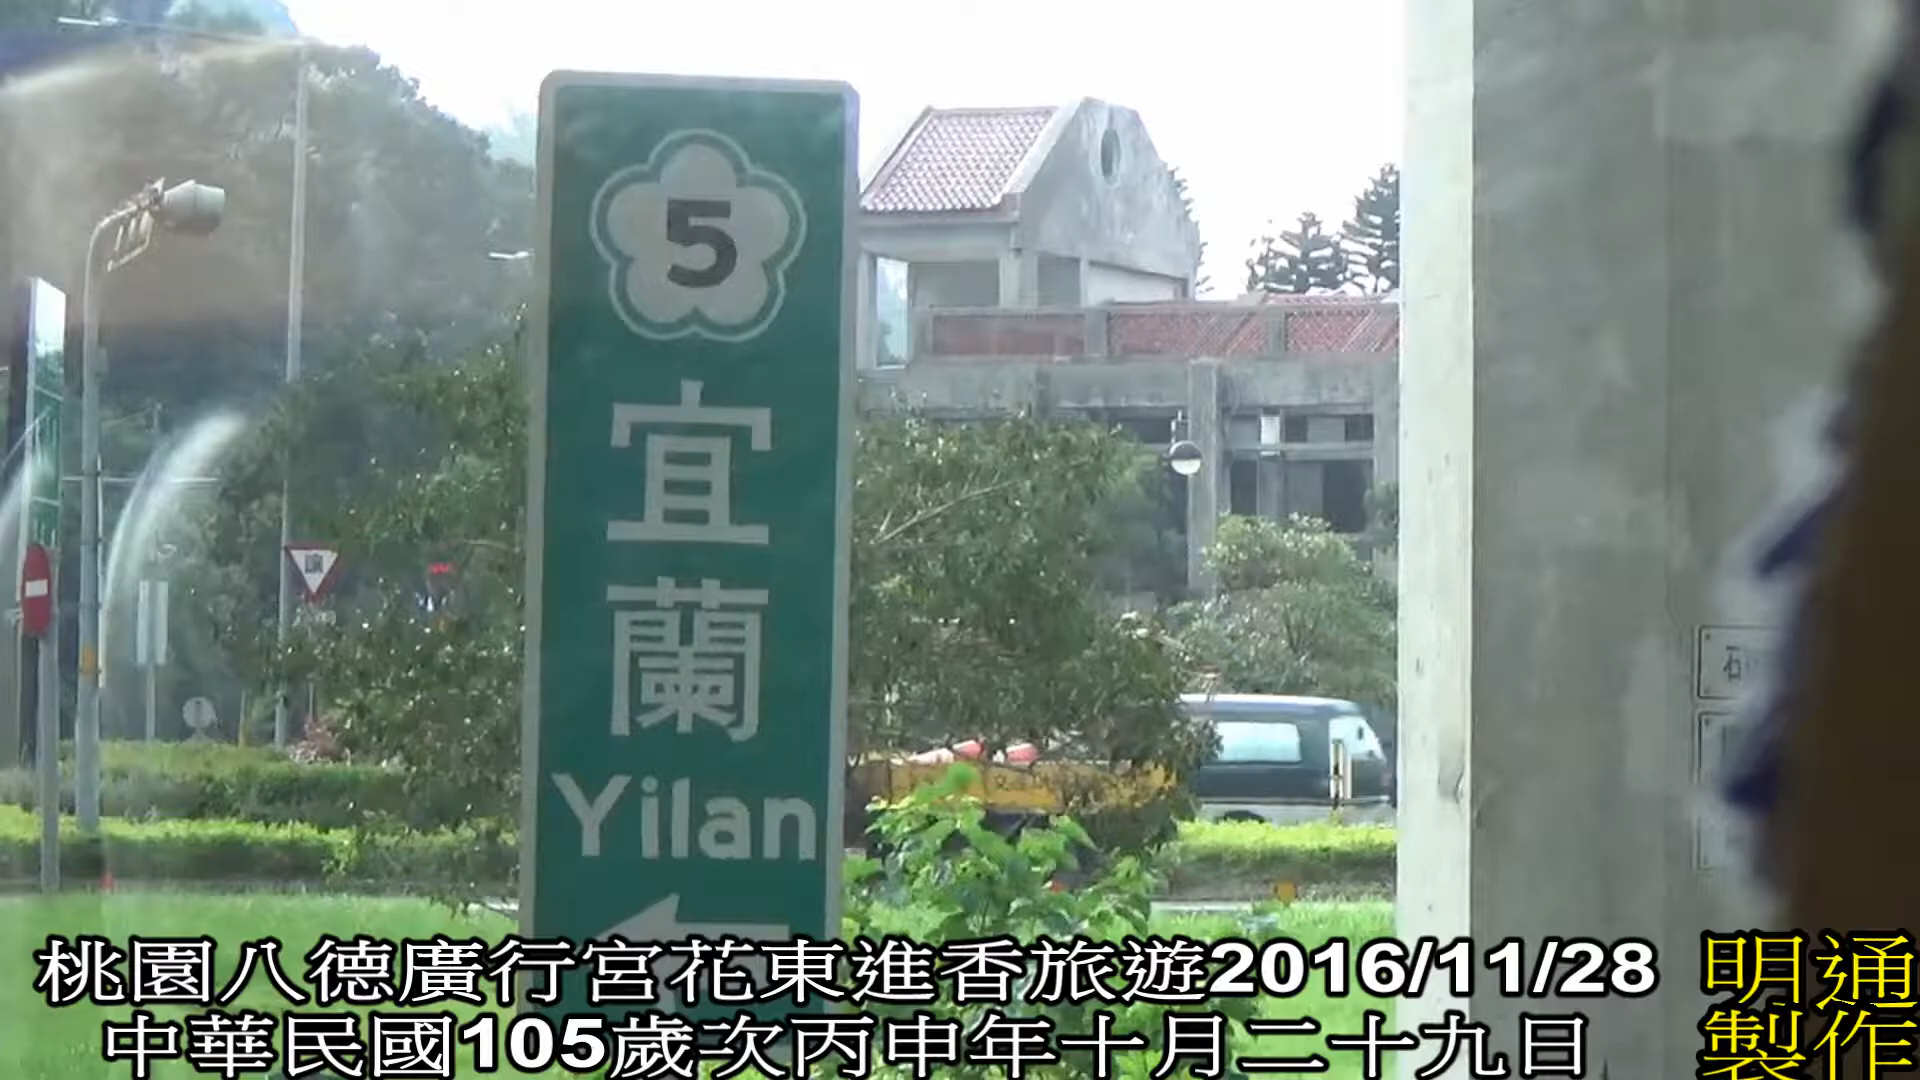 5
宜蘭
Yilan
讓
桃園八德廣行宮花東進香旅遊2016/11/28
中華民國105歲次丙申年十月二十九日
明通
製作